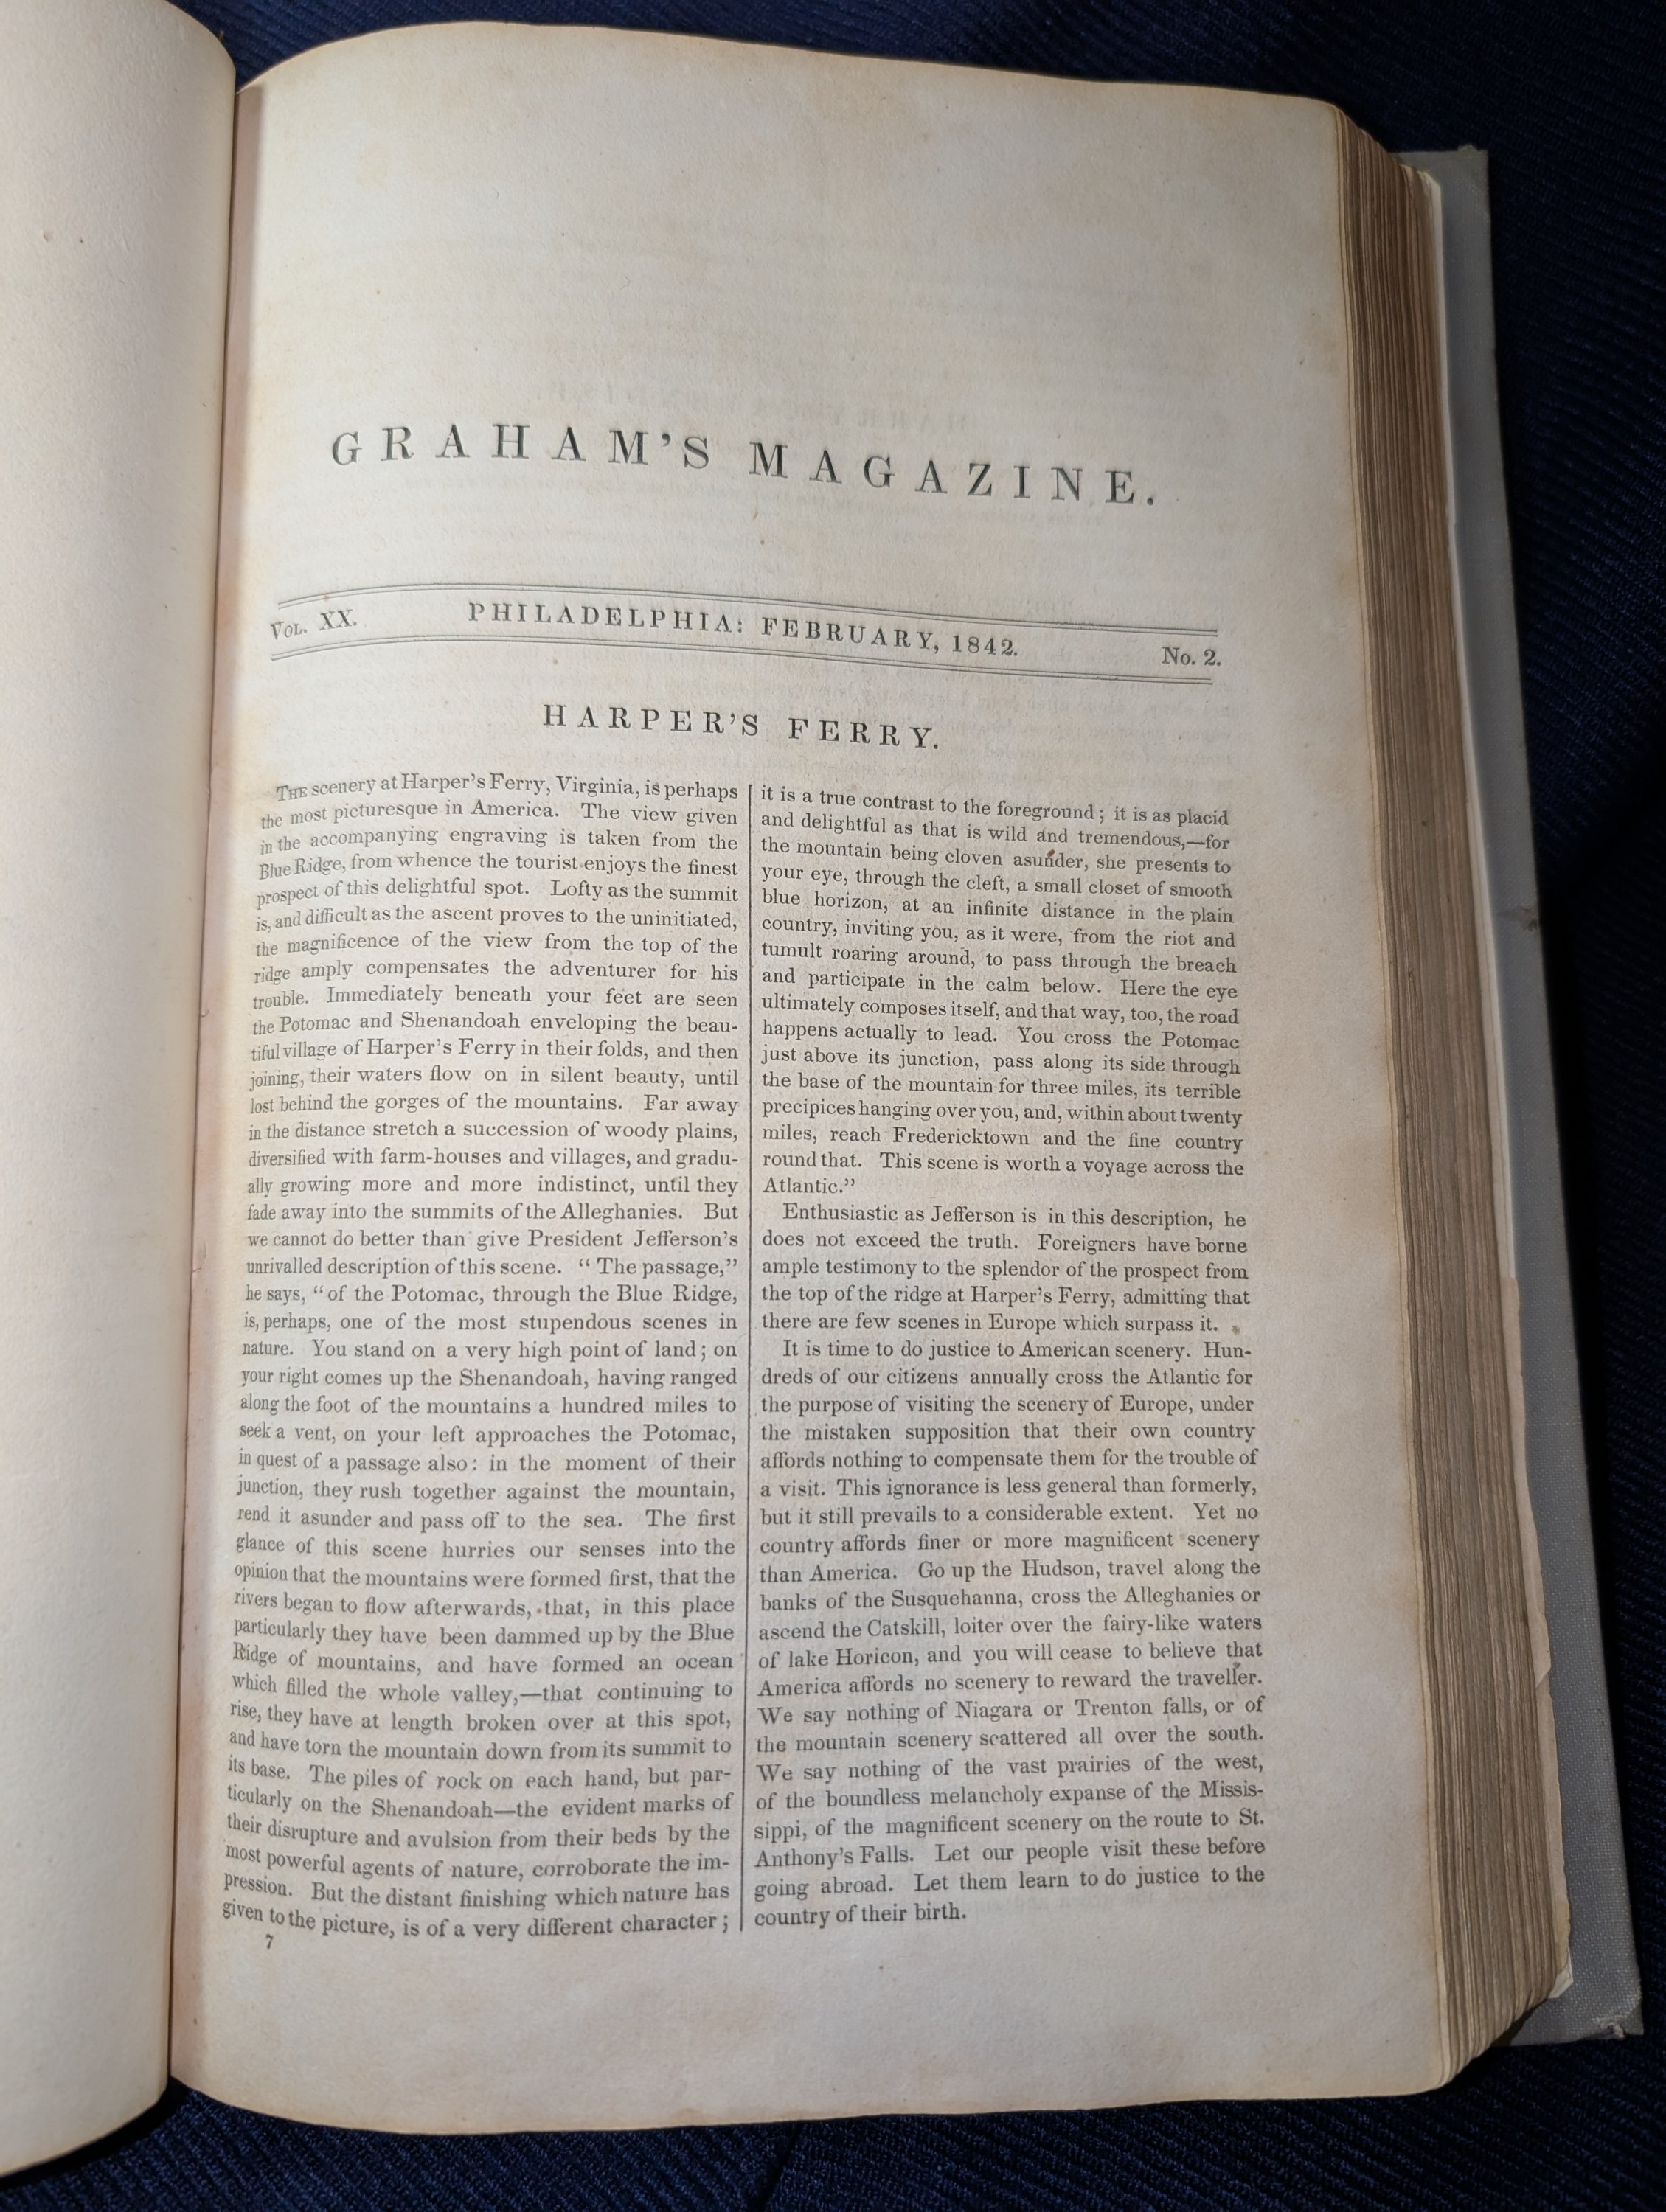 GRAHAM'S MAGAZINE.
VOL. XX. PHILADELPHIA: FEBRUARY, 1842. No. 2.
HARPER'S FERRY.
THE scenery at Harper's Ferry, Virginia, is perhaps
the most picturesque in America. The view given
in the accompanying engraving is taken from the
Blue Ridge, from whence the tourist enjoys the finest
prospect of this delightful spot. Lofty as the summit
is, and difficult as the ascent proves to the uninitiated,
the magnificence of the view from the top of the
ridge amply compensates the adventurer for his
trouble. Immediately beneath your feet are seen
the Potomac and Shenandoah enveloping the beau-
tiful village of Harper's Ferry in their folds, and then
joining, their waters flow on in silent beauty, until
lost behind the gorges of the mountains. Far away
in the distance stretch a succession of woody plains,
diversified with farm-houses and villages, and gradu-
ally growing more and more indistinct, until they
fade away into the summits of the Alleghanies. But
we cannot do better than give President Jefferson's
unrivalled description of this scene. "The passage,"
he says, "of the Potomac, through the Blue Ridge,
is, perhaps, one of the most stupendous scenes in
nature. You stand on a very high point of land; on
your right comes up the Shenandoah, having ranged
along the foot of the mountains a hundred miles to
seek a vent, on your left approaches the Potomac,
in quest of a passage also: in the moment of their
junction, they rush together against the mountain,
rend it asunder and pass off to the sea. The first
glance of this scene hurries our senses into the
opinion that the mountains were formed first, that the
rivers began to flow afterwards, that, in this place
particularly they have been dammed up by the Blue
Ridge of mountains, and have formed an ocean
which filled the whole valley,—that continuing to
rise, they have at length broken over at this spot,
and have torn the mountain down from its summit to
its base. The piles of rock on each hand, but par-
ticularly on the Shenandoah—the evident marks of
their disrupture and avulsion from their beds by the
most powerful agents of nature, corroborate the im-
pression. But the distant finishing which nature has
given to the picture, is of a very different character;
7
it is a true contrast to the foreground; it is as placid
and delightful as that is wild and tremendous,—for
the mountain being cloven asunder, she presents to
your eye, through the cleft, a small closet of smooth
blue horizon, at an infinite distance in the plain
country, inviting you, as it were, from the riot and
tumult roaring around, to pass through the breach
and participate in the calm below. Here the eye
ultimately composes itself, and that way, too, the road
happens actually to lead. You cross the Potomac
just above its junction, pass along its side through
the base of the mountain for three miles, its terrible
precipices hanging over you, and, within about twenty
miles, reach Fredericktown and the fine country
round that. This scene is worth a voyage across the
Atlantic."
Enthusiastic as Jefferson is in this description, he
does not exceed the truth. Foreigners have borne
ample testimony to the splendor of the prospect from
the top of the ridge at Harper's Ferry, admitting that
there are few scenes in Europe which surpass it.
It is time to do justice to American scenery. Hun-
dreds of our citizens annually cross the Atlantic for
the purpose of visiting the scenery of Europe, under
the mistaken supposition that their own country
affords nothing to compensate them for the trouble of
a visit. This ignorance is less general than formerly,
but it still prevails to a considerable extent. Yet no
country affords finer or more magnificent scenery
than America. Go up the Hudson, travel along the
banks of the Susquehanna, cross the Alleghanies or
ascend the Catskill, loiter over the fairy-like waters
of lake Horicon, and you will cease to believe that
America affords no scenery to reward the traveller.
We say nothing of Niagara or Trenton falls, or of
the mountain scenery scattered all over the south.
We say nothing of the vast prairies of the west,
of the boundless melancholy expanse of the Missis-
sippi, of the magnificent scenery on the route to St.
Anthony's Falls. Let our people visit these before
going abroad. Let them learn to do justice to the
country of their birth.